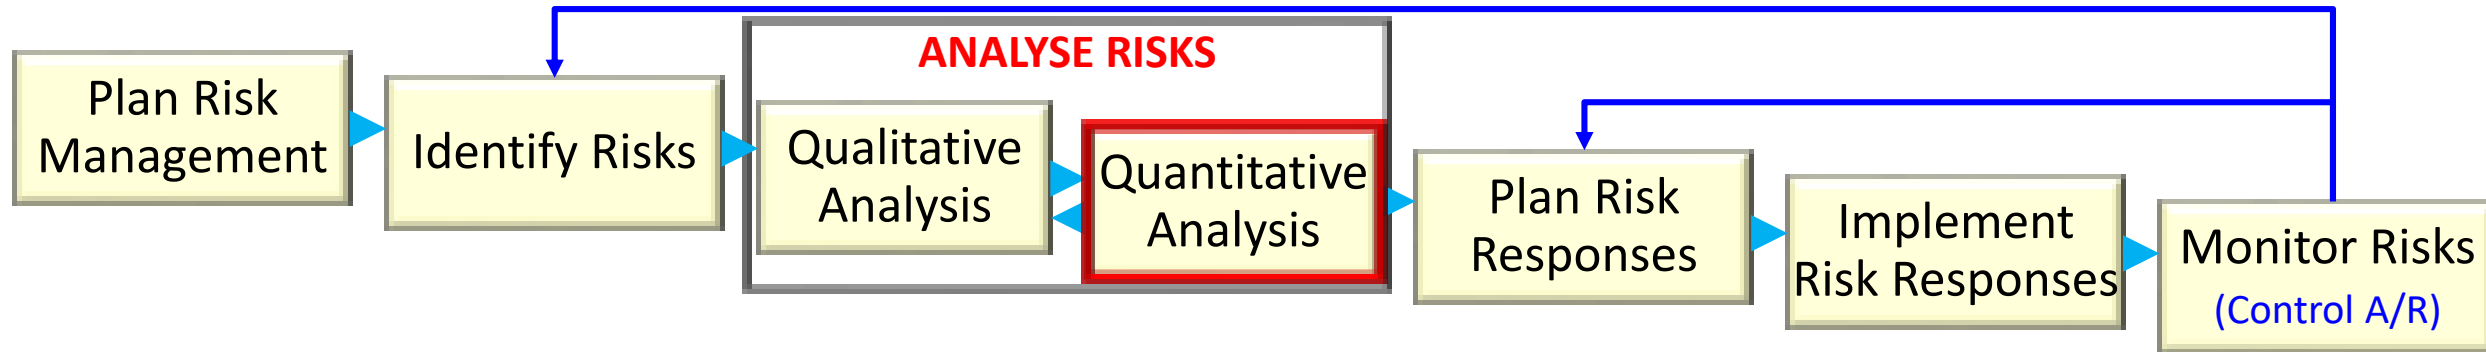 ANALYSE RISKS
Plan Risk
Management
Identify Risks
Qualitative
Analysis
Quantitative
Analysis
Plan Risk
Responses
Implement
Risk Responses
Monitor Risks
(Control A/R)